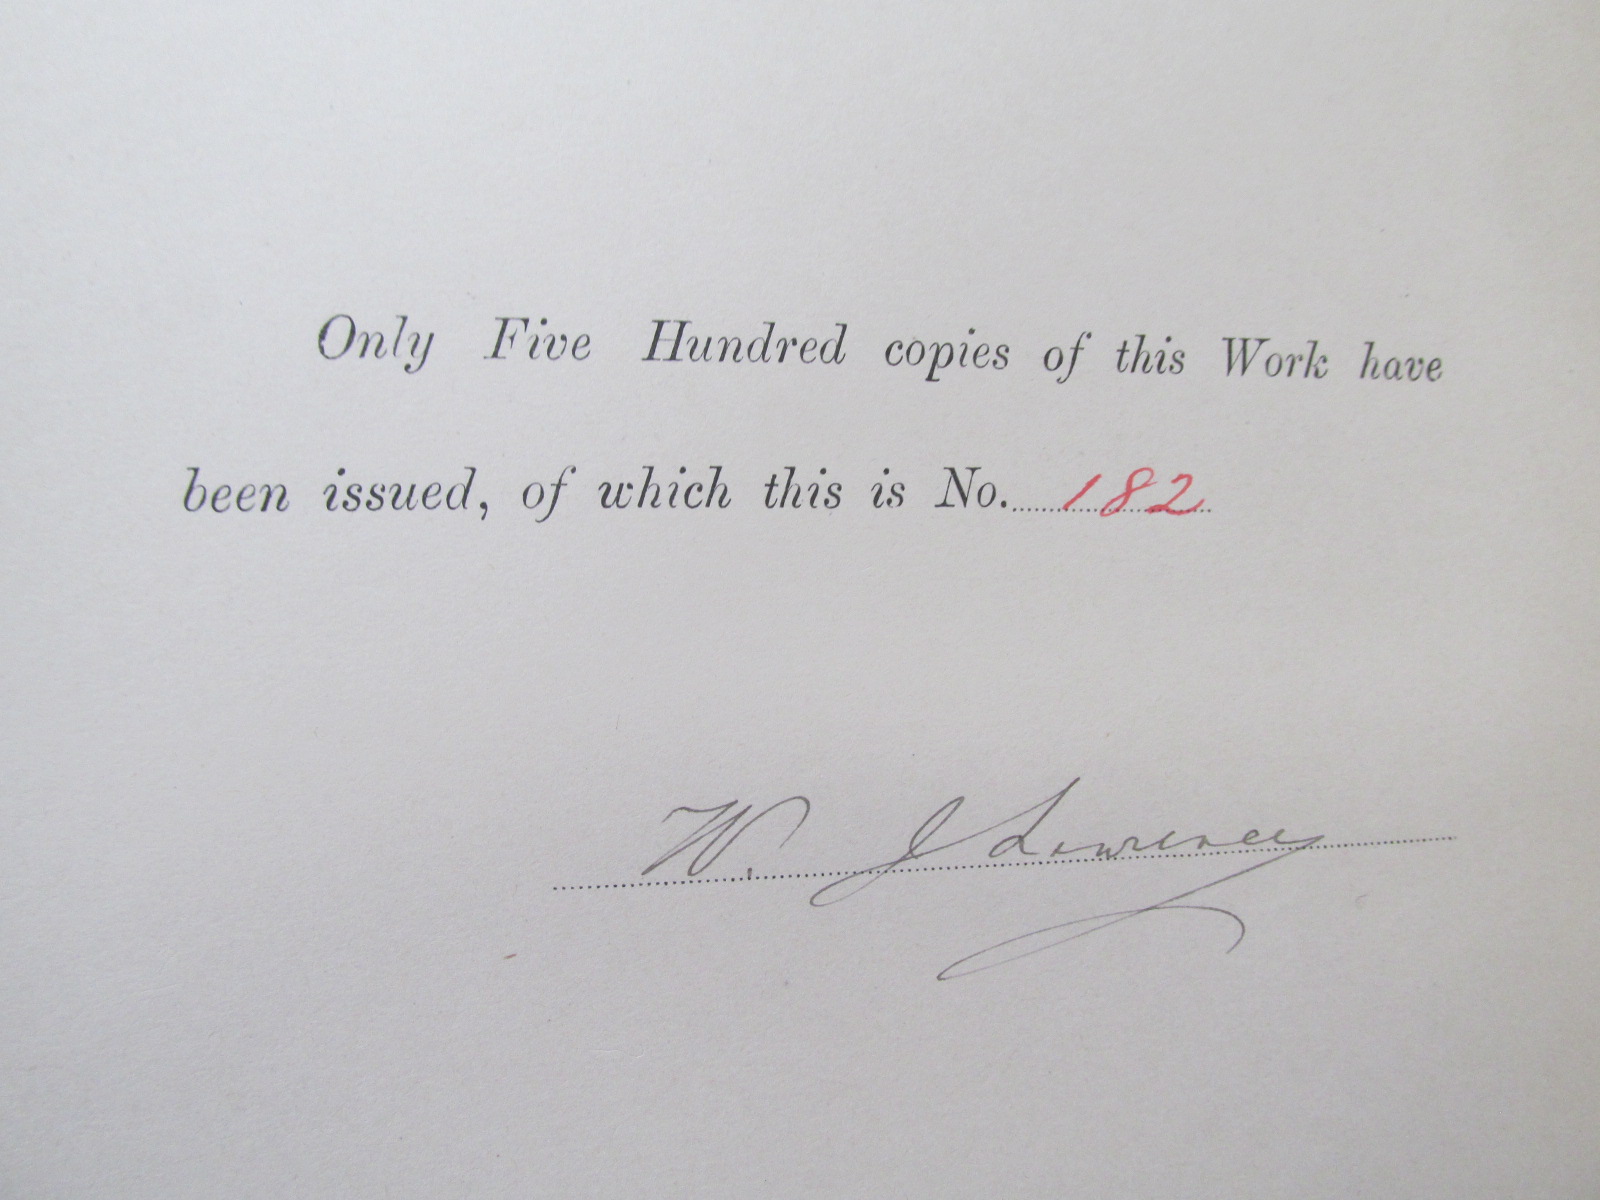 Only Five Hundred copies of this Work have
been issued, of which this is No. 182
W. J Lawrence